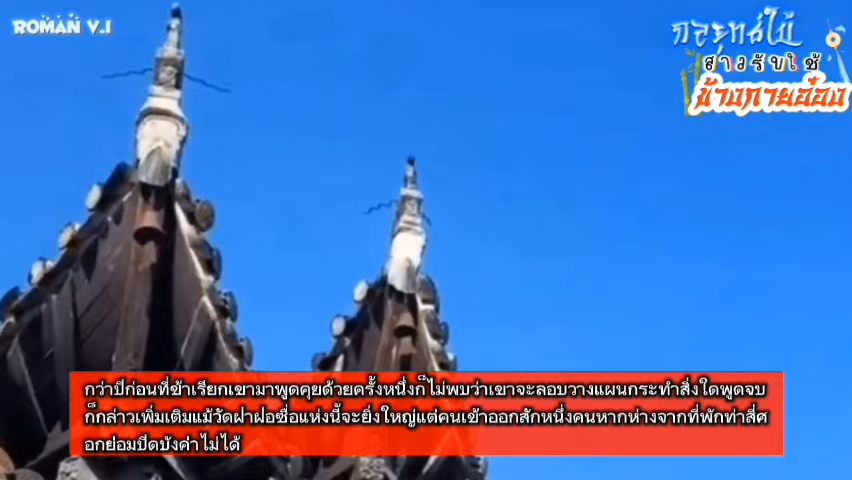 ROMAN V.I
กอยทส์ไป๋
สาวรับใช้
ข้างกายอ๋อง
กว่าปีก่อนที่ข้าเรียกเขามาพูดคุยด้วยครั้งหนึ่งก็ไม่พบว่าเขาจะลอบวางแผนกระทำสิ่งใดพูดจบ
ก็กล่าวเพิ่มเติมแม้วัดฝาฝอซื่อแห่งนี้จะยิ่งใหญ่แต่คนเข้าออกสักหนึ่งคนหากห่างจากที่พักท่าสี่ศ
อกย่อมปิดบังค่าไม่ได้